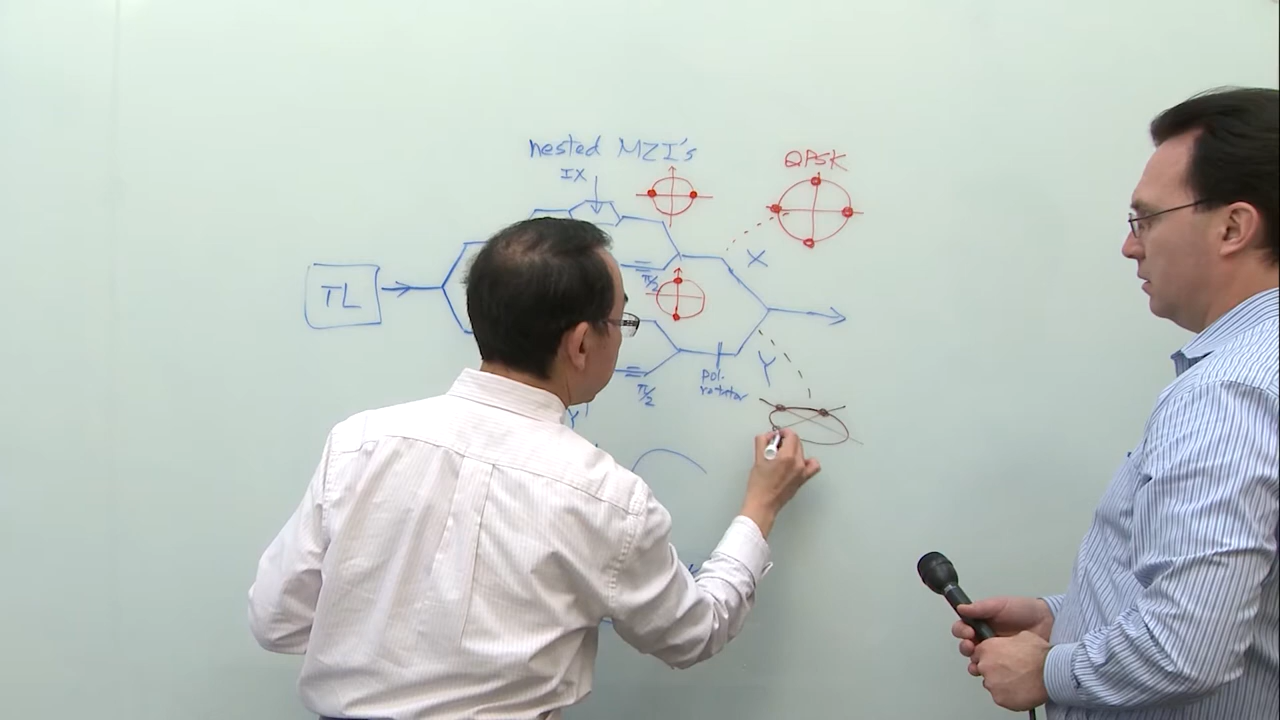 nested MZI's
IX
QPSK
TL
X
π/2
Y
π/2
pol.
rotator
Y